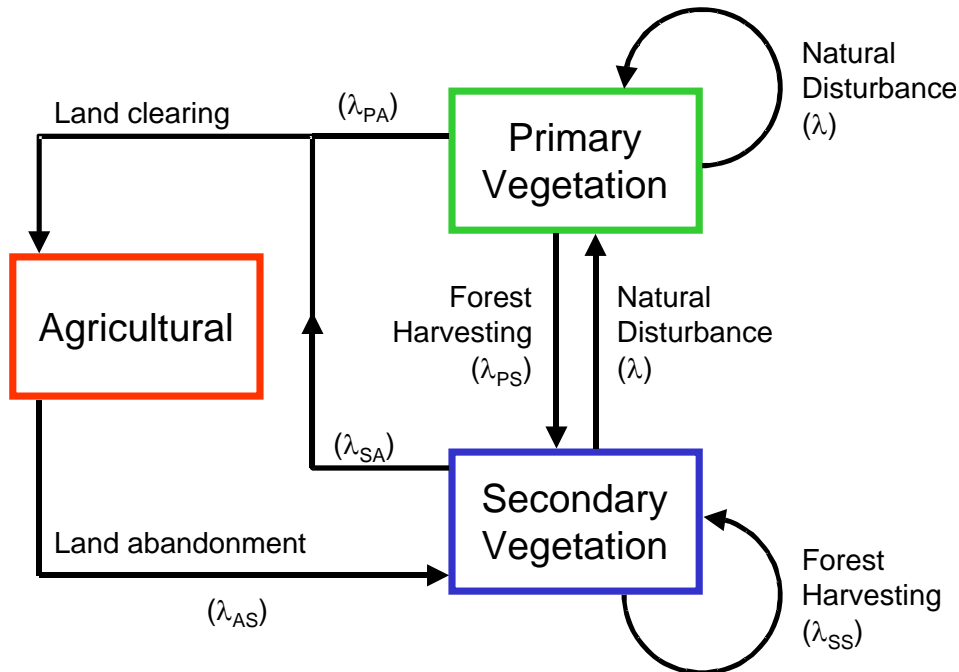 Natural
Disturbance
(λ)
Land clearing
(λPA)
Primary
Vegetation
Agricultural
Forest
Harvesting
(λPS)
Natural
Disturbance
(λ)
(λSA)
Secondary
Vegetation
Land abandonment
(λAS)
Forest
Harvesting
(λSS)